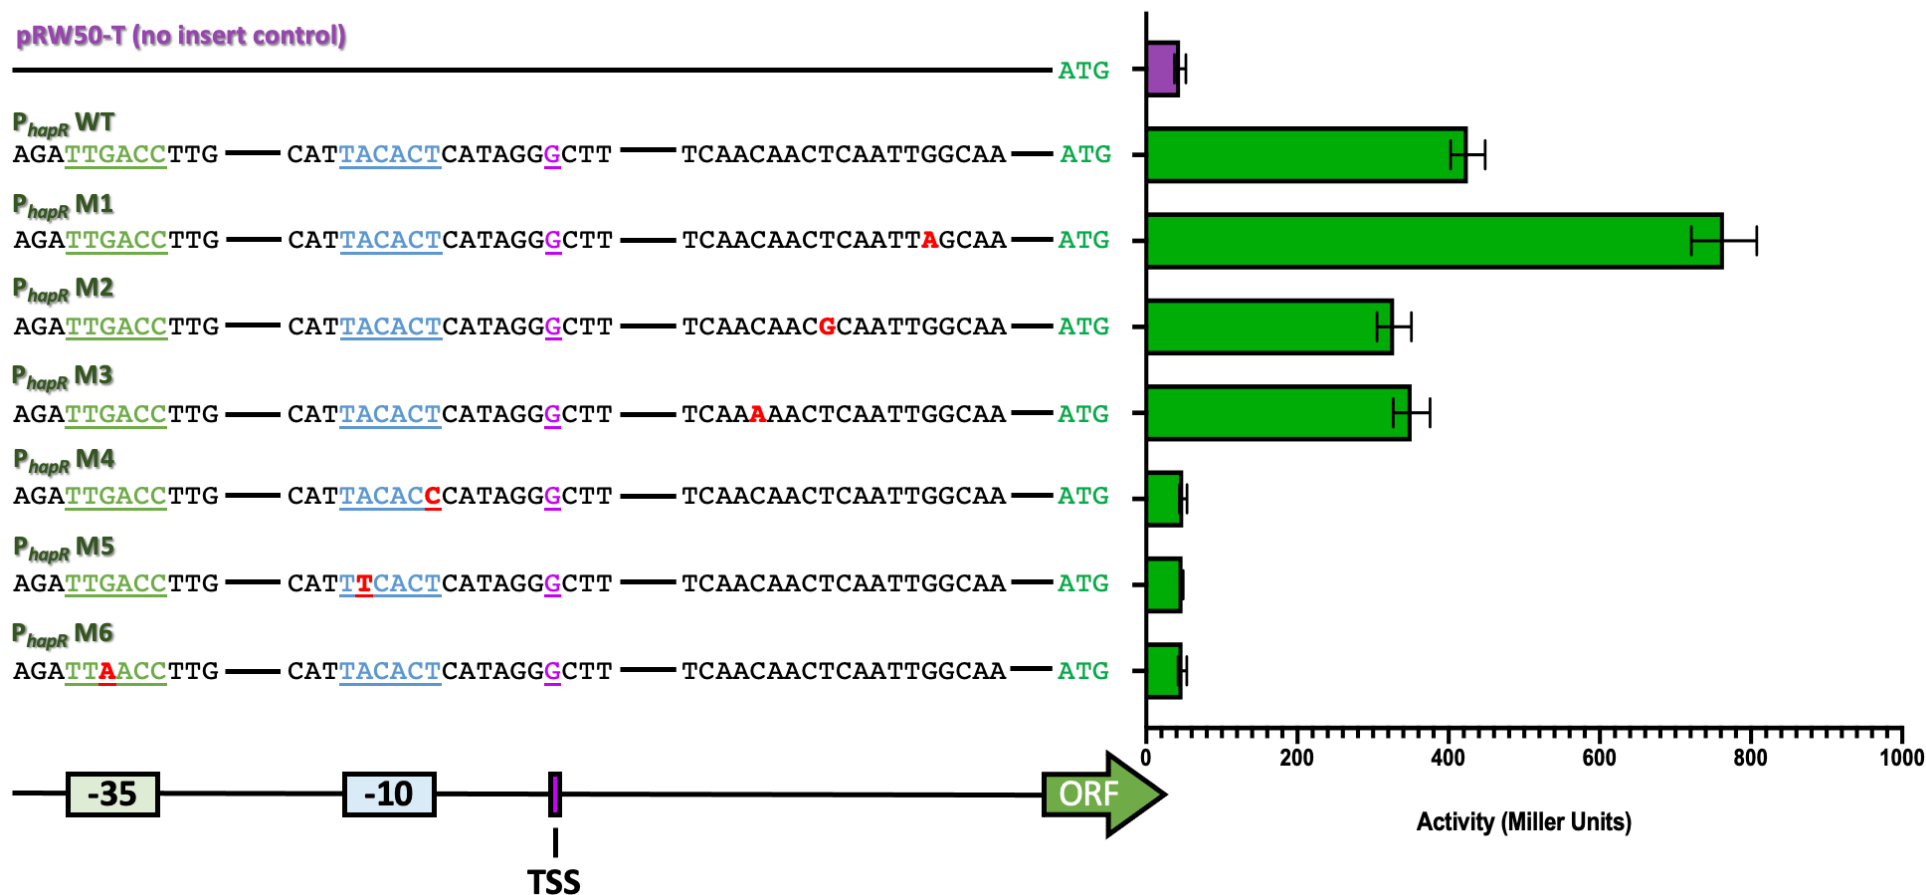 pRW50-T (no insert control)
ATG
PhapR WT
AGATTGACCTTG CATTACACTCATAGGGCTT TCAACAACTCAATTGGCAA ATG
PhapR M1
AGATTGACCTTG CATTACACTCATAGGGCTT TCAACAACTCAATTAGCAA ATG
PhapR M2
AGATTGACCTTG CATTACACTCATAGGGCTT TCAACAACGCAATTGGCAA ATG
PhapR M3
AGATTGACCTTG CATTACACTCATAGGGCTT TCAAAAACTCAATTGGCAA ATG
PhapR M4
AGATTGACCTTG CATTACACCCATAGGGCTT TCAACAACTCAATTGGCAA ATG
PhapR M5
AGATTGACCTTG CATTTCACTCATAGGGCTT TCAACAACTCAATTGGCAA ATG
PhapR M6
AGATTAACCTTG CATTACACTCATAGGGCTT TCAACAACTCAATTGGCAA ATG
0 200 400 600 800 1000
-35 -10 ORF
Activity (Miller Units)
TSS